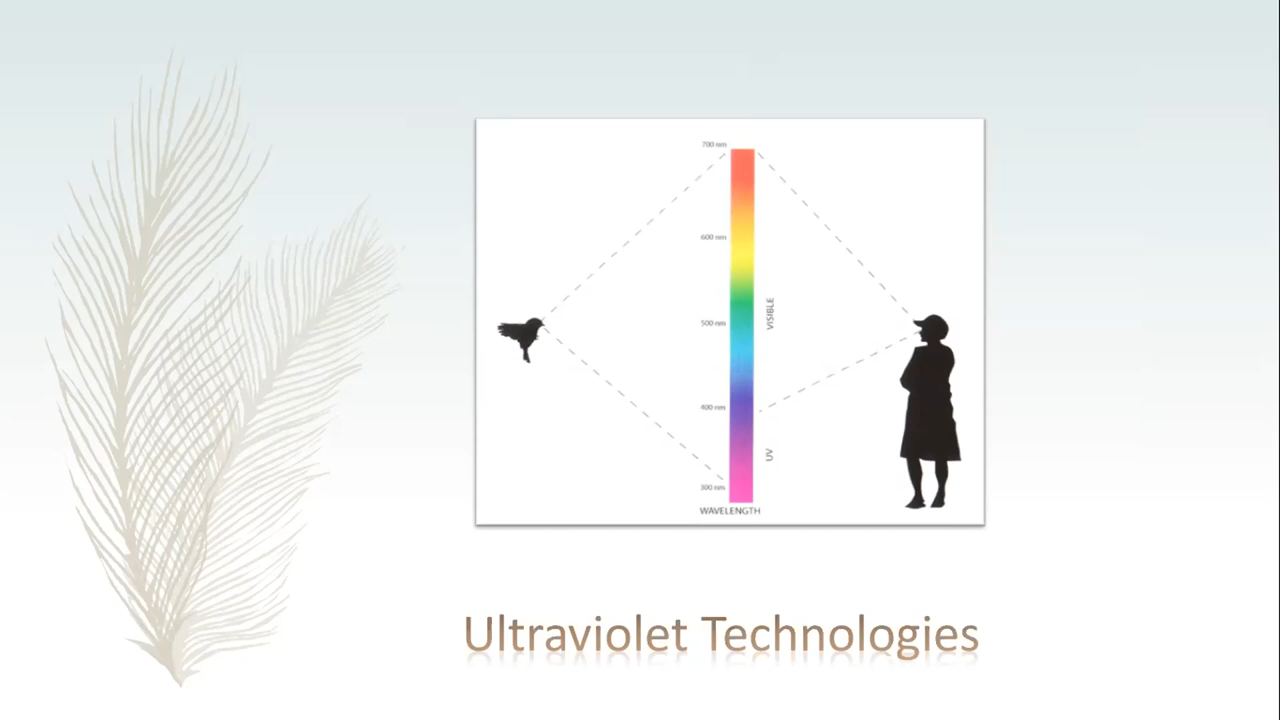 700 nm
600 nm
500 nm
VISIBLE
400 nm
UV
300 nm
WAVELENGTH
Ultraviolet Technologies